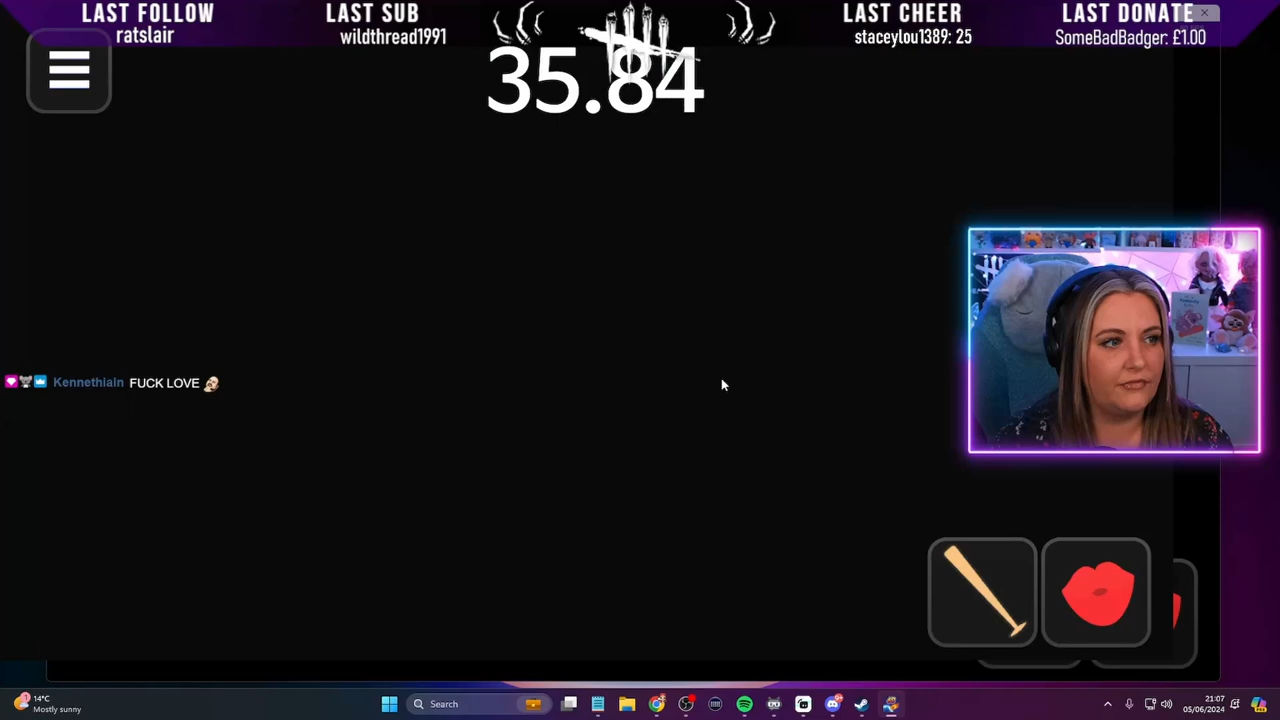 LAST FOLLOW
ratslair
LAST SUB
wildthread1991
LAST CHEER
staceylou1389: 25
LAST DONATE
SomeBadBadger: £1.00
35.84
Kennethiain FUCK LOVE
14°C
Mostly sunny
Search
21:07
05/06/2024